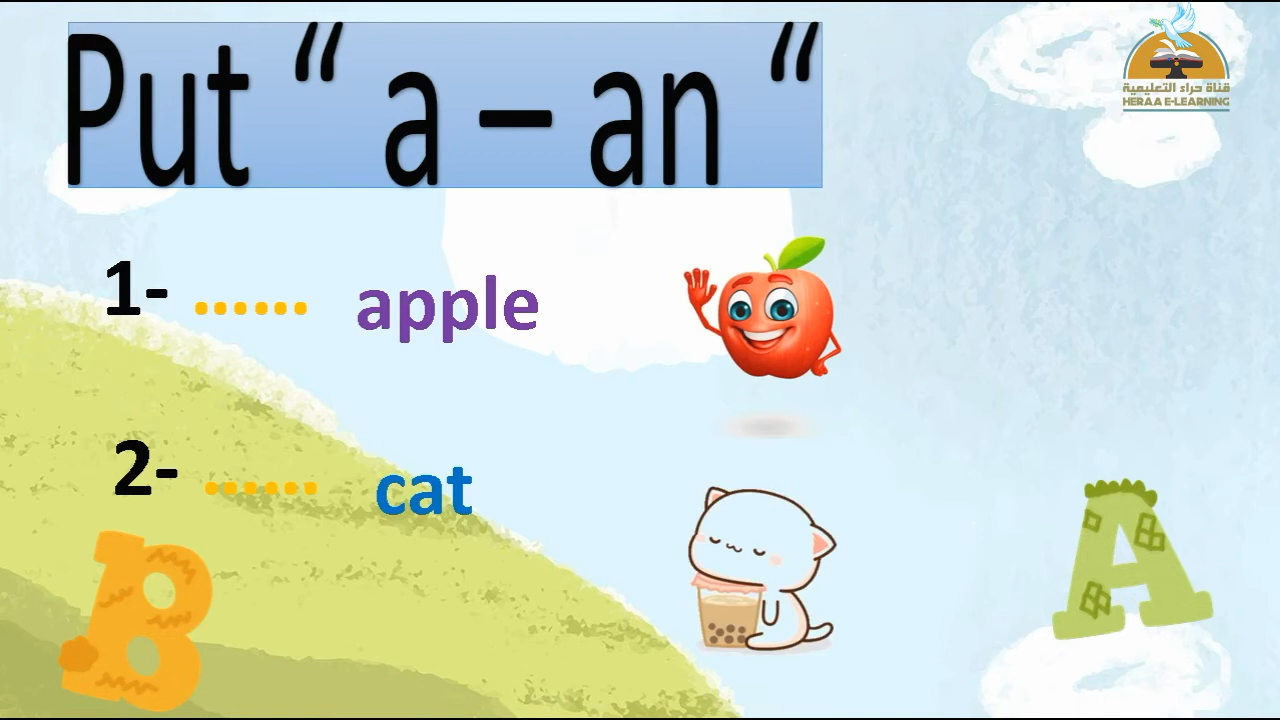 Put “ a – an “
قناة حراء التعليمية
HERAA E-LEARNING
1- ...... apple
2- ...... cat
B
A